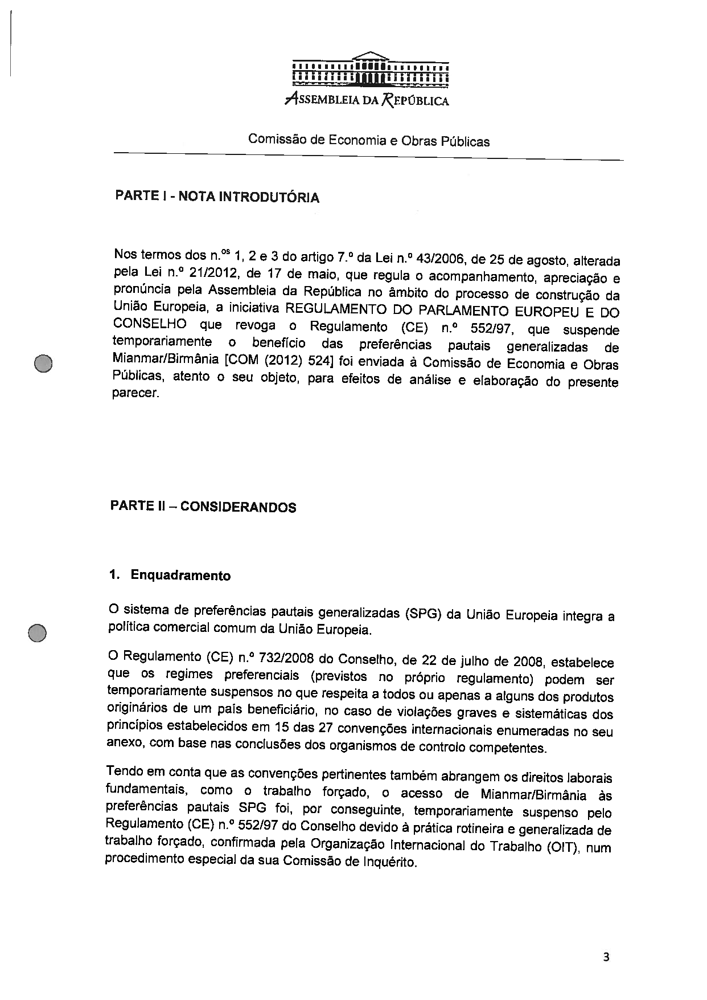 ASSEMBLEIA DA REPÚBLICA
Comissão de Economia e Obras Públicas
PARTE I - NOTA INTRODUTÓRIA
Nos termos dos n.ºs 1, 2 e 3 do artigo 7.º da Lei n.º 43/2006, de 25 de agosto, alterada
pela Lei n.º 21/2012, de 17 de maio, que regula o acompanhamento, apreciação e
pronúncia pela Assembleia da República no âmbito do processo de construção da
União Europeia, a iniciativa REGULAMENTO DO PARLAMENTO EUROPEU E DO
CONSELHO que revoga o Regulamento (CE) n.º 552/97, que suspende
temporariamente o benefício das preferências pautais generalizadas de
Mianmar/Birmânia [COM (2012) 524] foi enviada à Comissão de Economia e Obras
Públicas, atento o seu objeto, para efeitos de análise e elaboração do presente
parecer.
PARTE II – CONSIDERANDOS
1. Enquadramento
O sistema de preferências pautais generalizadas (SPG) da União Europeia integra a
política comercial comum da União Europeia.
O Regulamento (CE) n.º 732/2008 do Conselho, de 22 de julho de 2008, estabelece
que os regimes preferenciais (previstos no próprio regulamento) podem ser
temporariamente suspensos no que respeita a todos ou apenas a alguns dos produtos
originários de um país beneficiário, no caso de violações graves e sistemáticas dos
princípios estabelecidos em 15 das 27 convenções internacionais enumeradas no seu
anexo, com base nas conclusões dos organismos de controlo competentes.
Tendo em conta que as convenções pertinentes também abrangem os direitos laborais
fundamentais, como o trabalho forçado, o acesso de Mianmar/Birmânia às
preferências pautais SPG foi, por conseguinte, temporariamente suspenso pelo
Regulamento (CE) n.º 552/97 do Conselho devido à prática rotineira e generalizada de
trabalho forçado, confirmada pela Organização Internacional do Trabalho (OIT), num
procedimento especial da sua Comissão de Inquérito.
3